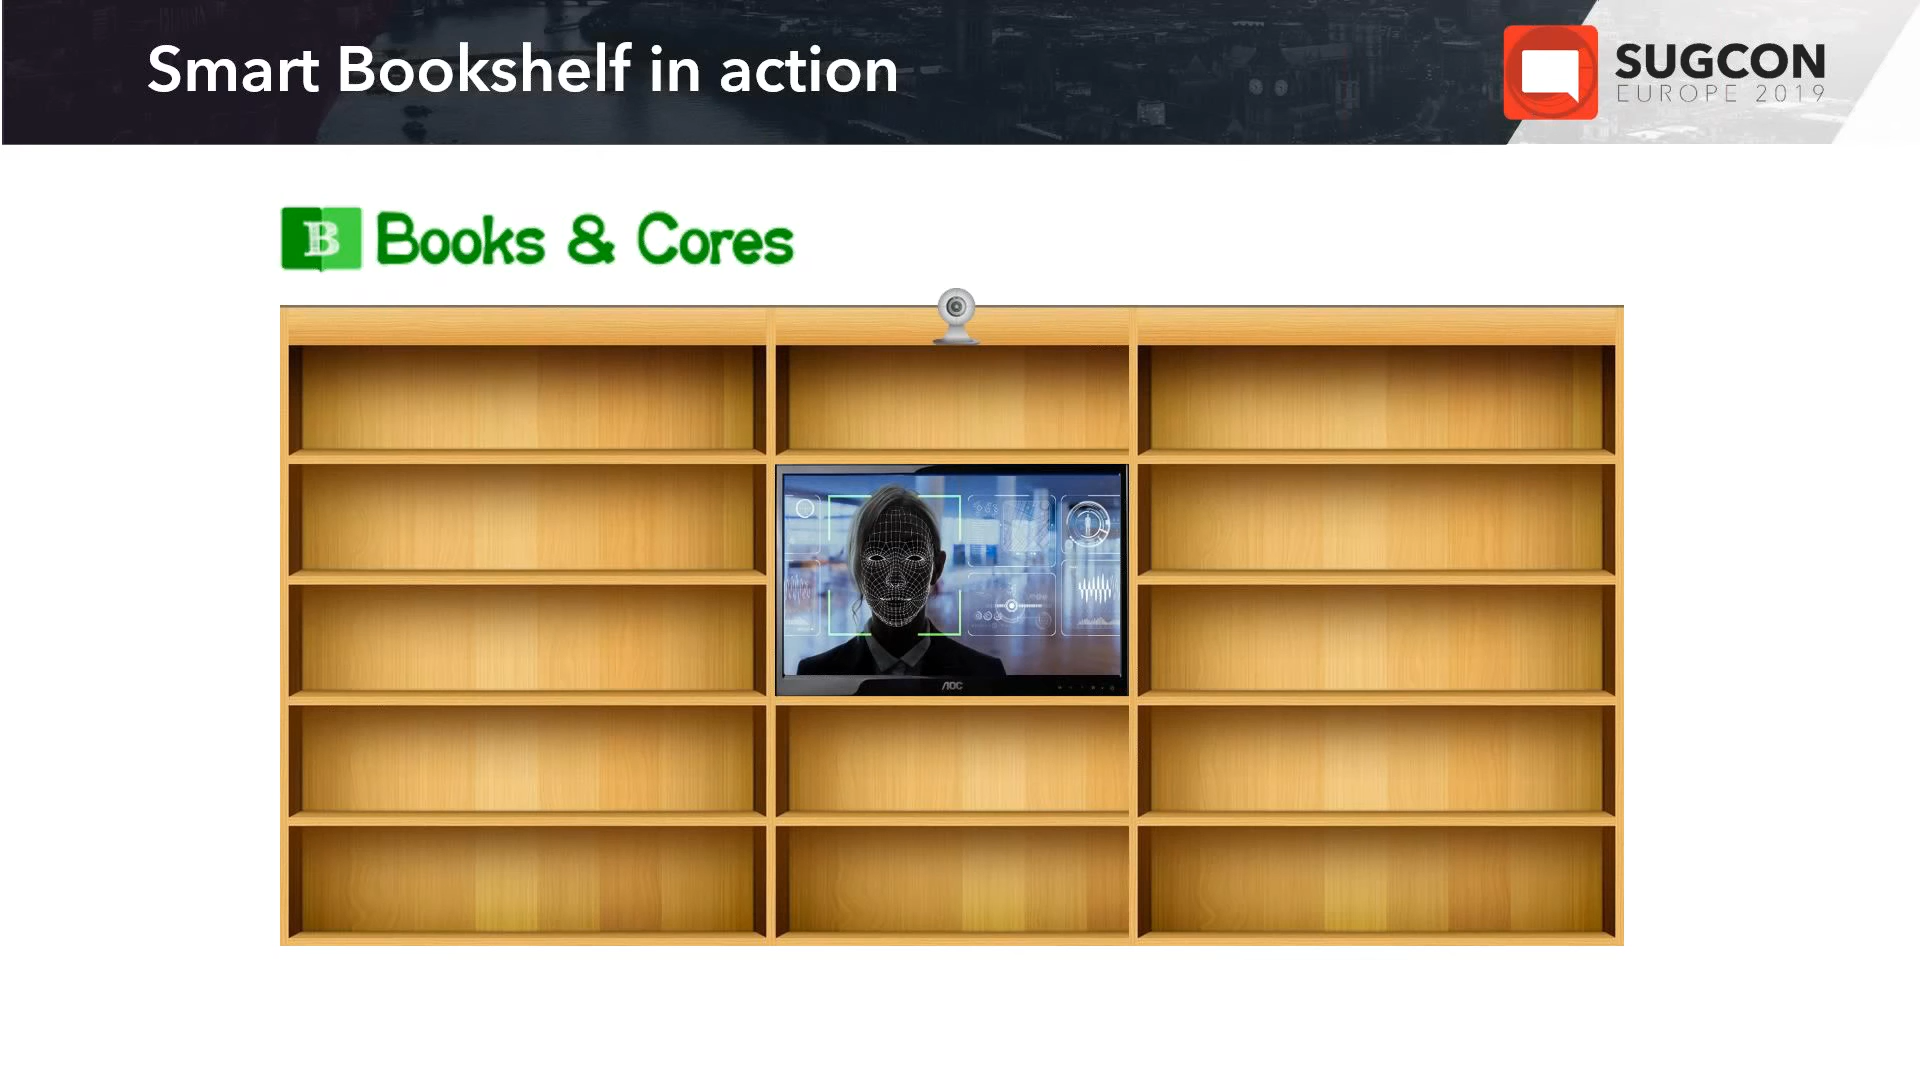 Smart Bookshelf in action
SUGCON
EUROPE 2019
B Books & Cores
AOC